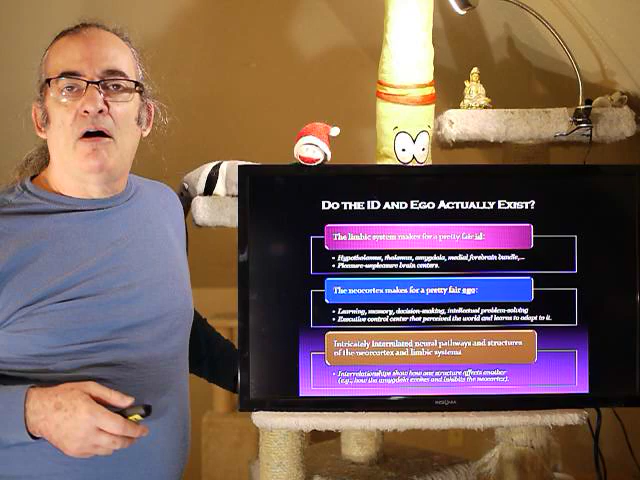 DO THE ID AND EGO ACTUALLY EXIST?
The limbic system makes for a pretty fair id:
• Hypothalamus, thalamus, amygdala, medial forebrain bundle,...
• Pleasure-unpleasure brain centers.
The neocortex makes for a pretty fair ego:
• Learning, memory, decision-making, intellectual problem-solving
• Executive control center that perceived the world and learns to adapt to it.
Intricately interrelated neural pathways and structures
of the neocortex and limbic systems
• Interrelationships show how one structure affects another
(e.g., how the amygdala evokes and inhibits the neocortex).
INSIGNIA